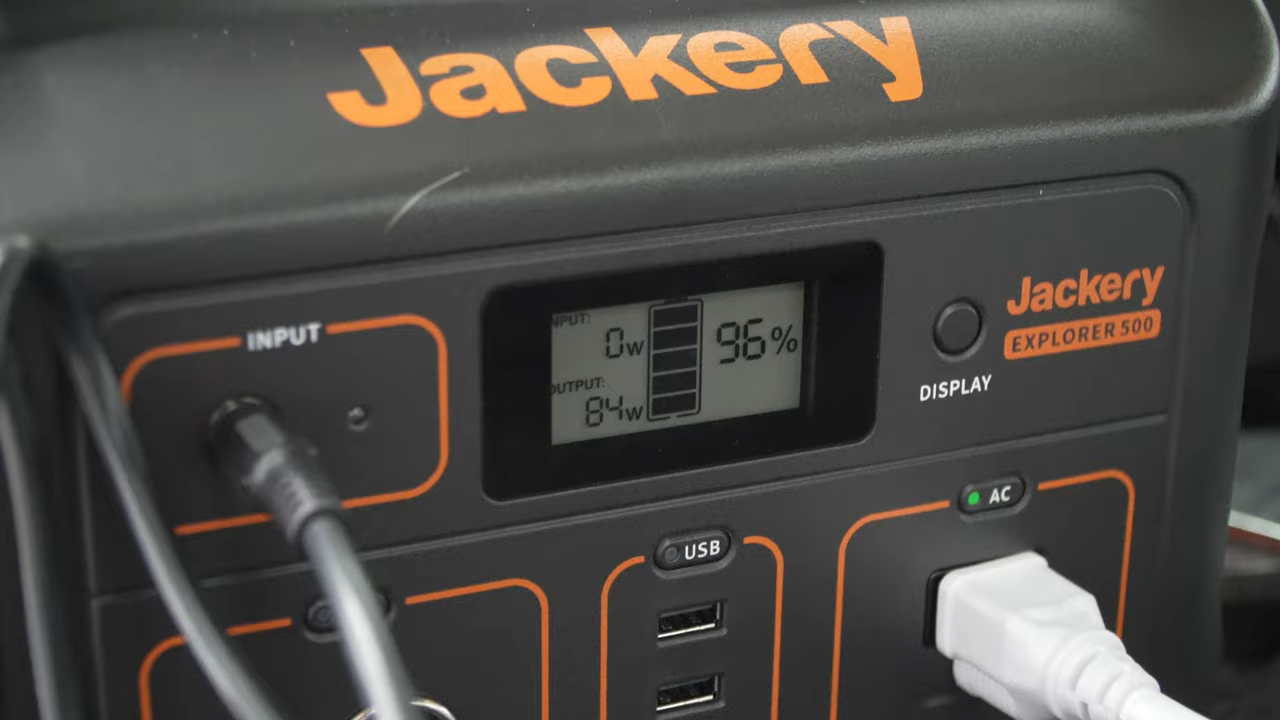 Jackery
INPUT
INPUT:
0W
OUTPUT:
84W
96%
DISPLAY
Jackery
EXPLORER 500
USB
AC